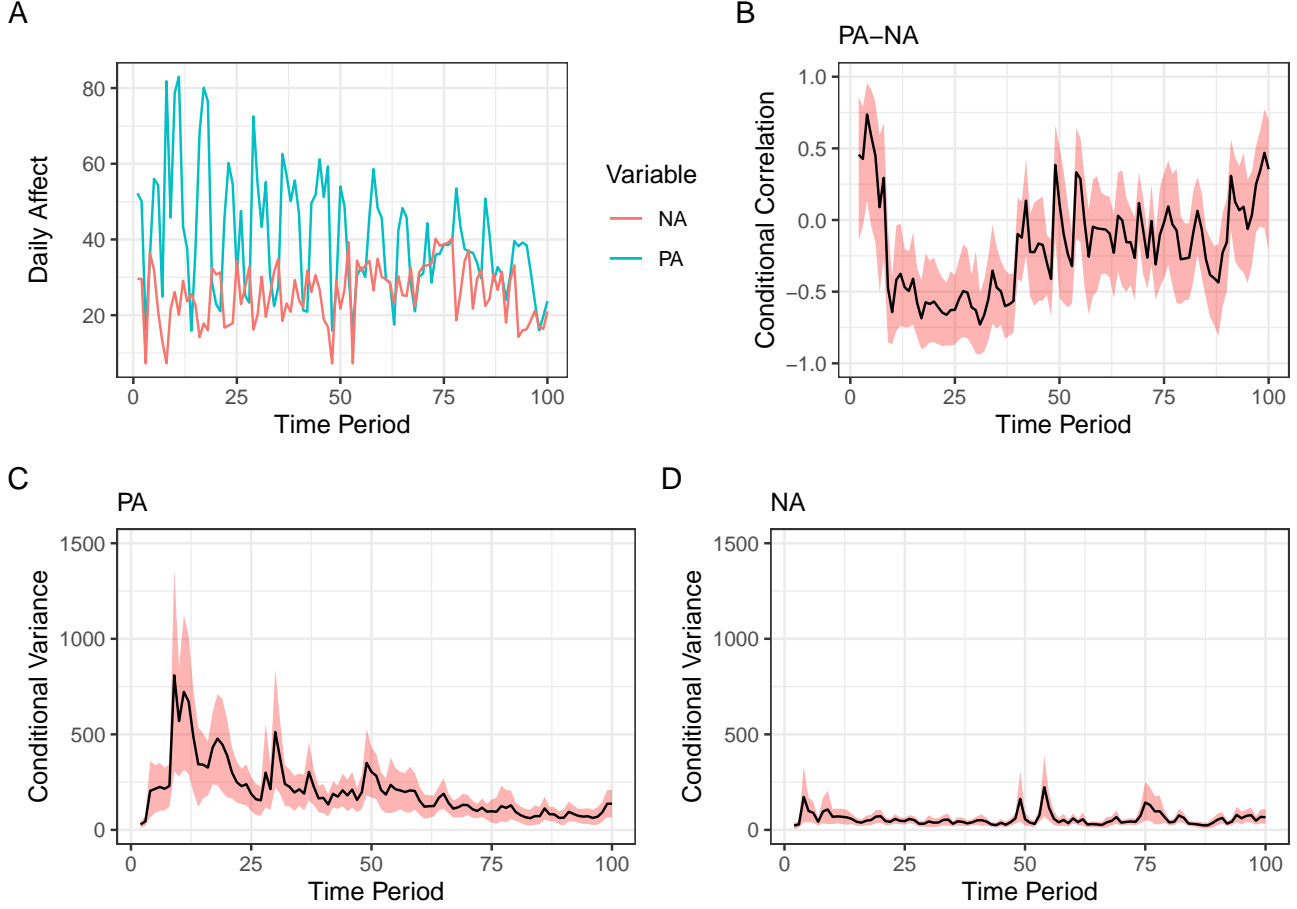 A
80
60
40
20
Daily Affect
0
25
50
75
100
Time Period
Variable
NA
PA
B
PA−NA
1.0
0.5
0.0
−0.5
−1.0
Conditional Correlation
0
25
50
75
100
Time Period
C
PA
1500
1000
500
0
Conditional Variance
0
25
50
75
100
Time Period
D
NA
1500
1000
500
0
Conditional Variance
0
25
50
75
100
Time Period